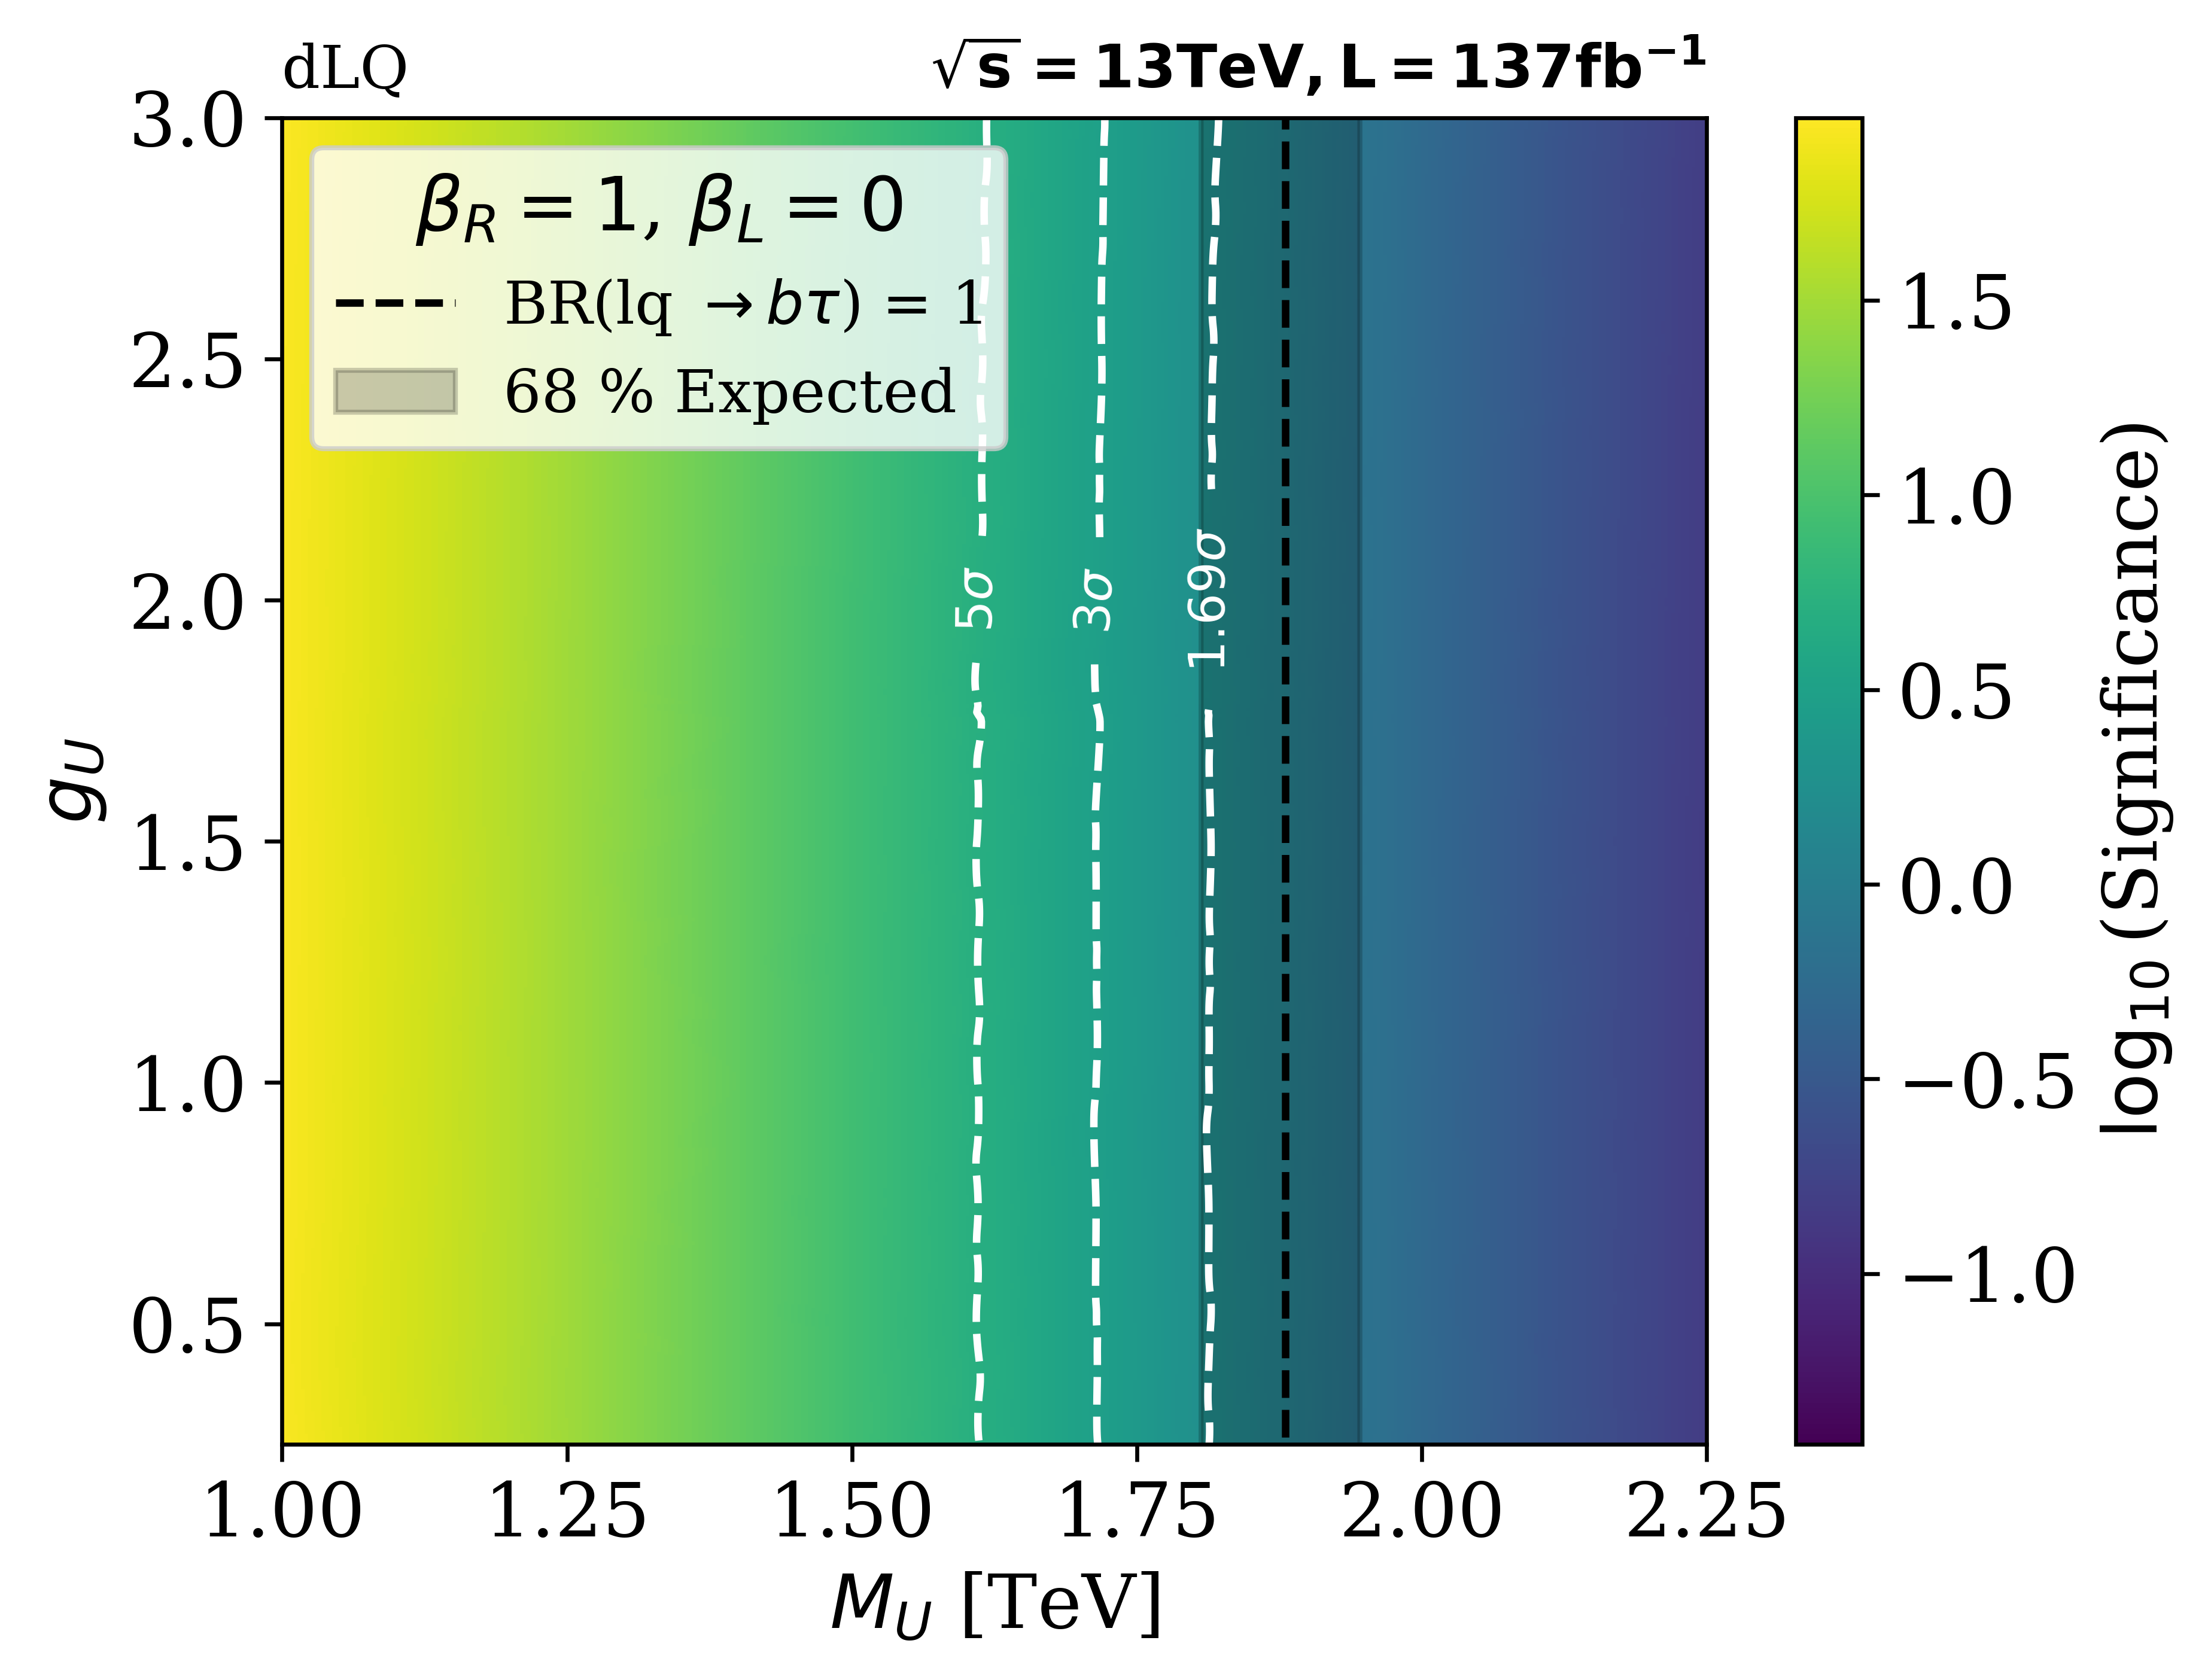 dLQ
√s = 13TeV, L = 137fb⁻¹
β_R = 1, β_L = 0
BR(lq → bτ) = 1
68 % Expected
5σ
3σ
1.69σ
3.0
2.5
2.0
1.5
1.0
0.5
g_U
1.00 1.25 1.50 1.75 2.00 2.25
M_U [TeV]
1.5
1.0
0.5
0.0
−0.5
−1.0
log₁₀ (Significance)